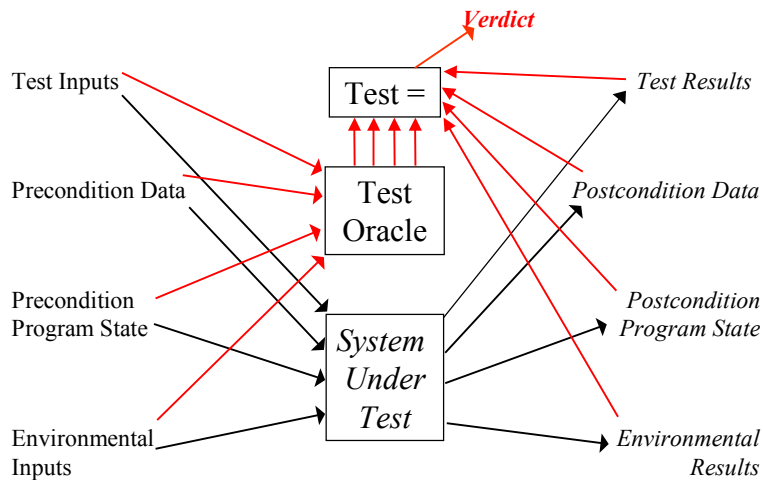 Verdict
Test Inputs
Test =
Test Results
Precondition Data
Test
Oracle
Postcondition Data
Precondition
Program State
System
Under
Test
Postcondition
Program State
Environmental
Inputs
Environmental
Results